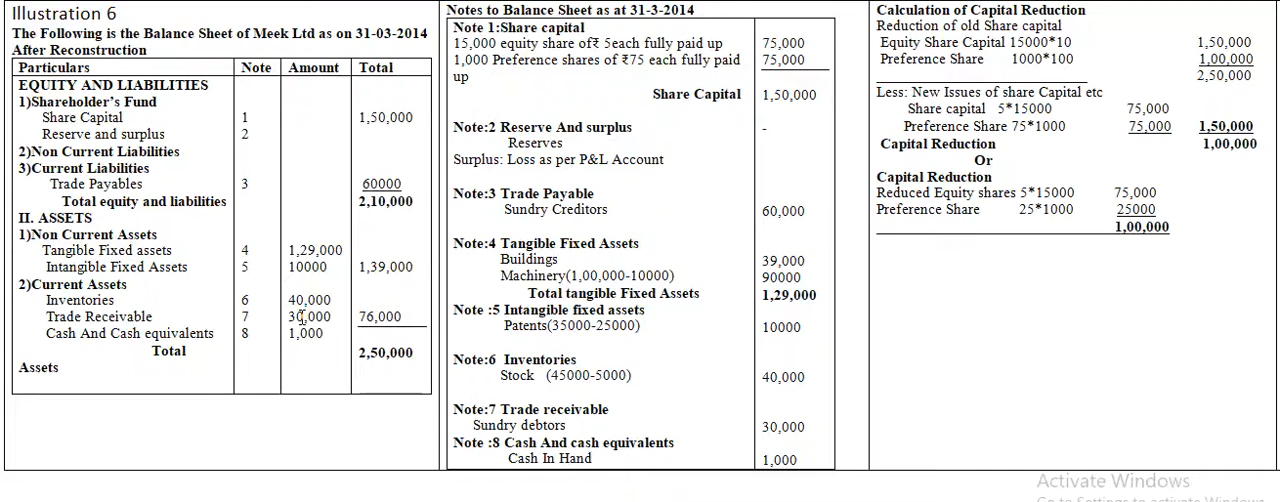 Illustration 6
The Following is the Balance Sheet of Meek Ltd as on 31-03-2014
After Reconstruction
Particulars Note Amount Total
EQUITY AND LIABILITIES
1)Shareholder's Fund
Share Capital 1 1,50,000
Reserve and surplus 2
2)Non Current Liabilities
3)Current Liabilities
Trade Payables 3 60000
Total equity and liabilities 2,10,000
II. ASSETS
1)Non Current Assets
Tangible Fixed assets 4 1,29,000
Intangible Fixed Assets 5 10000 1,39,000
2)Current Assets
Inventories 6 40,000
Trade Receivable 7 30,000 76,000
Cash And Cash equivalents 8 1,000
Total 2,50,000
Assets
Notes to Balance Sheet as at 31-3-2014
Note 1:Share capital
15,000 equity share of₹ 5each fully paid up 75,000
1,000 Preference shares of ₹75 each fully paid 75,000
up
Share Capital 1,50,000
Note:2 Reserve And surplus -
Reserves
Surplus: Loss as per P&L Account
Note:3 Trade Payable
Sundry Creditors 60,000
Note:4 Tangible Fixed Assets
Buildings 39,000
Machinery(1,00,000-10000) 90000
Total tangible Fixed Assets 1,29,000
Note :5 Intangible fixed assets
Patents(35000-25000) 10000
Note:6 Inventories
Stock (45000-5000) 40,000
Note:7 Trade receivable
Sundry debtors 30,000
Note :8 Cash And cash equivalents
Cash In Hand 1,000
Calculation of Capital Reduction
Reduction of old Share capital
Equity Share Capital 15000*10 1,50,000
Preference Share 1000*100 1,00,000
2,50,000
Less: New Issues of share Capital etc
Share capital 5*15000 75,000
Preference Share 75*1000 75,000 1,50,000
Capital Reduction 1,00,000
Or
Capital Reduction
Reduced Equity shares 5*15000 75,000
Preference Share 25*1000 25000
1,00,000
Activate Windows